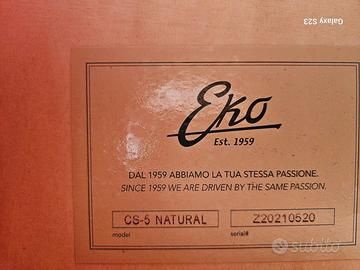 Galaxy S23
Eko
Est. 1959
DAL 1959 ABBIAMO LA TUA STESSA PASSIONE.
SINCE 1959 WE ARE DRIVEN BY THE SAME PASSION.
CS-5 NATURAL Z20210520
model serial#
subito